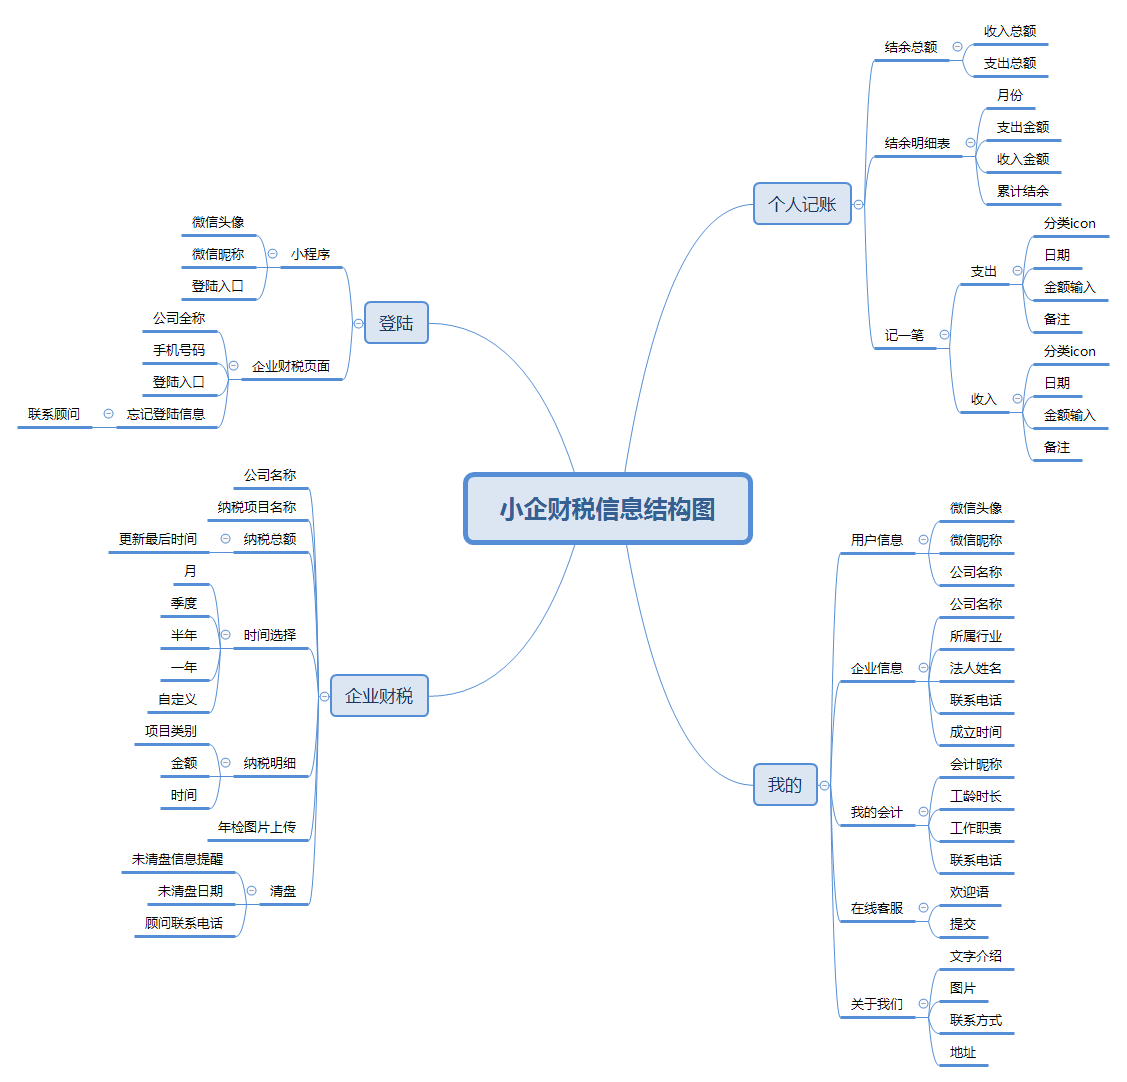 小企财税信息结构图
个人记账
结余总额
收入总额
支出总额
结余明细表
月份
支出金额
收入金额
累计结余
记一笔
支出
分类icon
日期
金额输入
备注
收入
分类icon
日期
金额输入
备注
我的
用户信息
微信头像
微信昵称
公司名称
企业信息
公司名称
所属行业
法人姓名
联系电话
成立时间
我的会计
会计昵称
工龄时长
工作职责
联系电话
在线客服
欢迎语
提交
关于我们
文字介绍
图片
联系方式
地址
登陆
小程序
微信头像
微信昵称
登陆入口
企业财税页面
公司全称
手机号码
登陆入口
忘记登陆信息
联系顾问
企业财税
公司名称
纳税项目名称
纳税总额
更新最后时间
时间选择
月
季度
半年
一年
自定义
纳税明细
项目类别
金额
时间
年检图片上传
清盘
未清盘信息提醒
未清盘日期
顾问联系电话